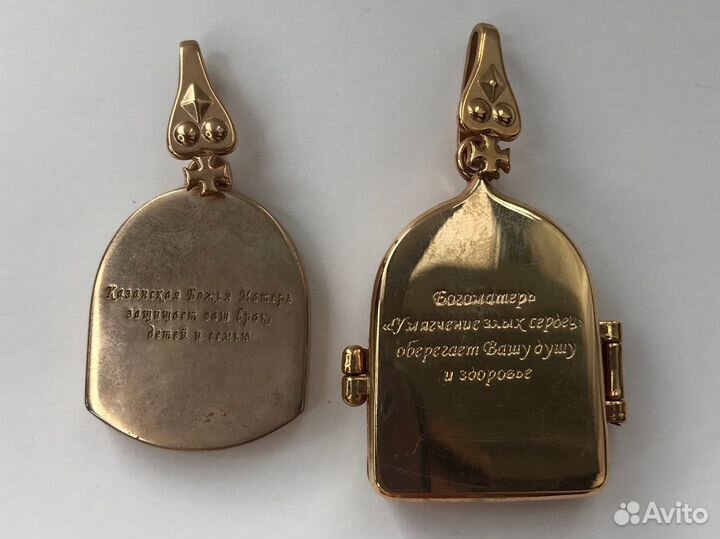 Казанская Божья Матерь
защищает ваш брак,
детей и семью
Богоматерь
«Умягчение злых сердец»
оберегает Вашу душу
и здоровье
Avito